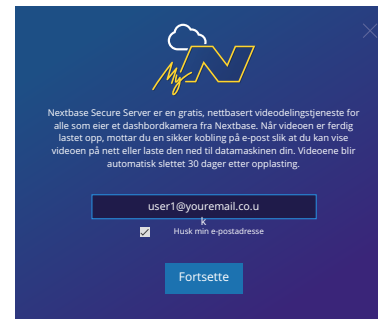 My N
Nextbase Secure Server er en gratis, nettbasert videodelingstjeneste for
alle som eier et dashbordkamera fra Nextbase. Når videoen er ferdig
lastet opp, mottar du en sikker kobling på e-post slik at du kan vise
videoen på nett eller laste den ned til datamaskinen din. Videoene blir
automatisk slettet 30 dager etter opplasting.
user1@youremail.co.u
k
Husk min e-postadresse
Fortsette